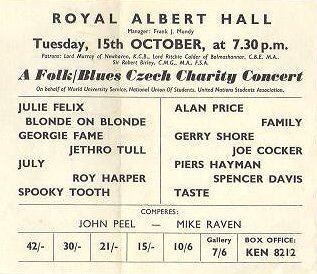 ROYAL ALBERT HALL
Manager: Frank J. Mundy
Tuesday, 15th OCTOBER, at 7.30 p.m.
Patrons: Lord Murray of Newhaven, K.C.B., Lord Ritchie Calder of Balmashannar, C.B.E. M.A.
Sir Robert Birley, C.M.G., M.A., F.S.A.
A Folk/Blues Czech Charity Concert
On behalf of World University Service, National Union Of Students, United Nations Students Association.
JULIE FELIX
BLONDE ON BLONDE
GEORGIE FAME
JETHRO TULL
JULY
ROY HARPER
SPOOKY TOOTH
ALAN PRICE
FAMILY
GERRY SHORE
JOE COCKER
PIERS HAYMAN
SPENCER DAVIS
TASTE
COMPERES:
JOHN PEEL — MIKE RAVEN
42/- 30/- 21/- 15/- 10/6 Gallery 7/6 BOX OFFICE: KEN 8212